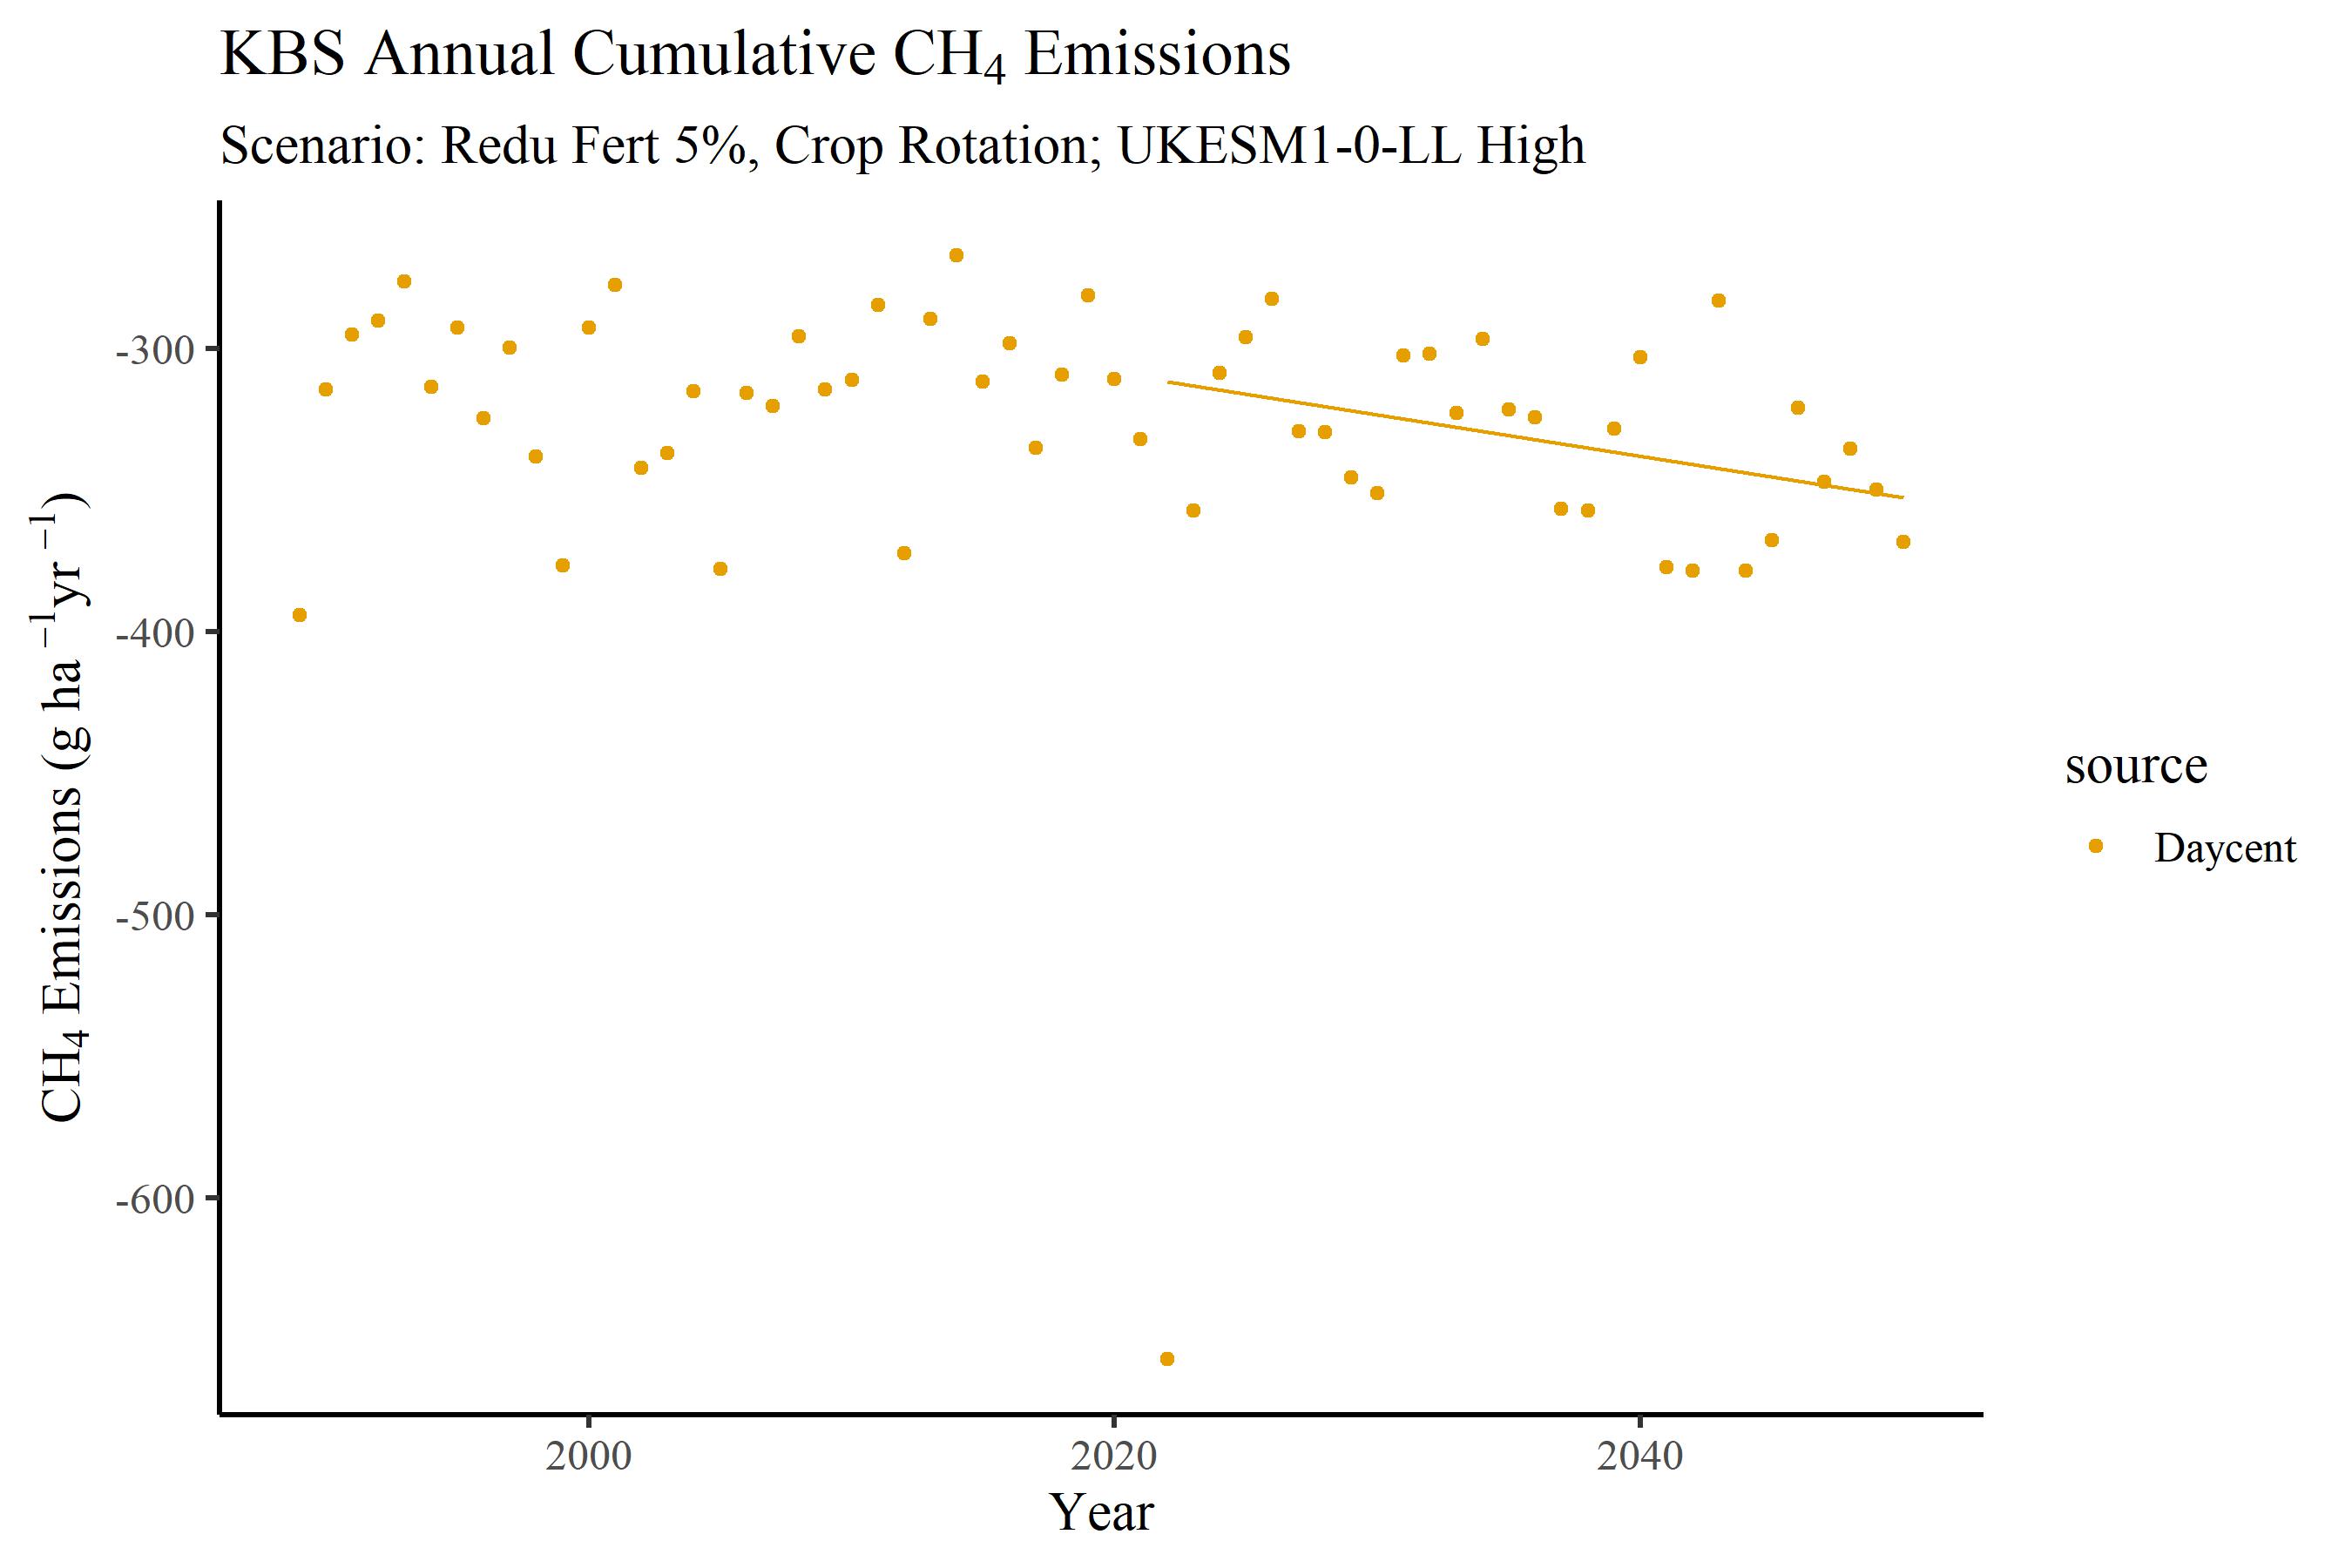 KBS Annual Cumulative CH₄ Emissions
Scenario: Redu Fert 5%, Crop Rotation; UKESM1-0-LL High
CH₄ Emissions (g ha⁻¹yr⁻¹)
-300
-400
-500
-600
2000
2020
2040
Year
source
Daycent